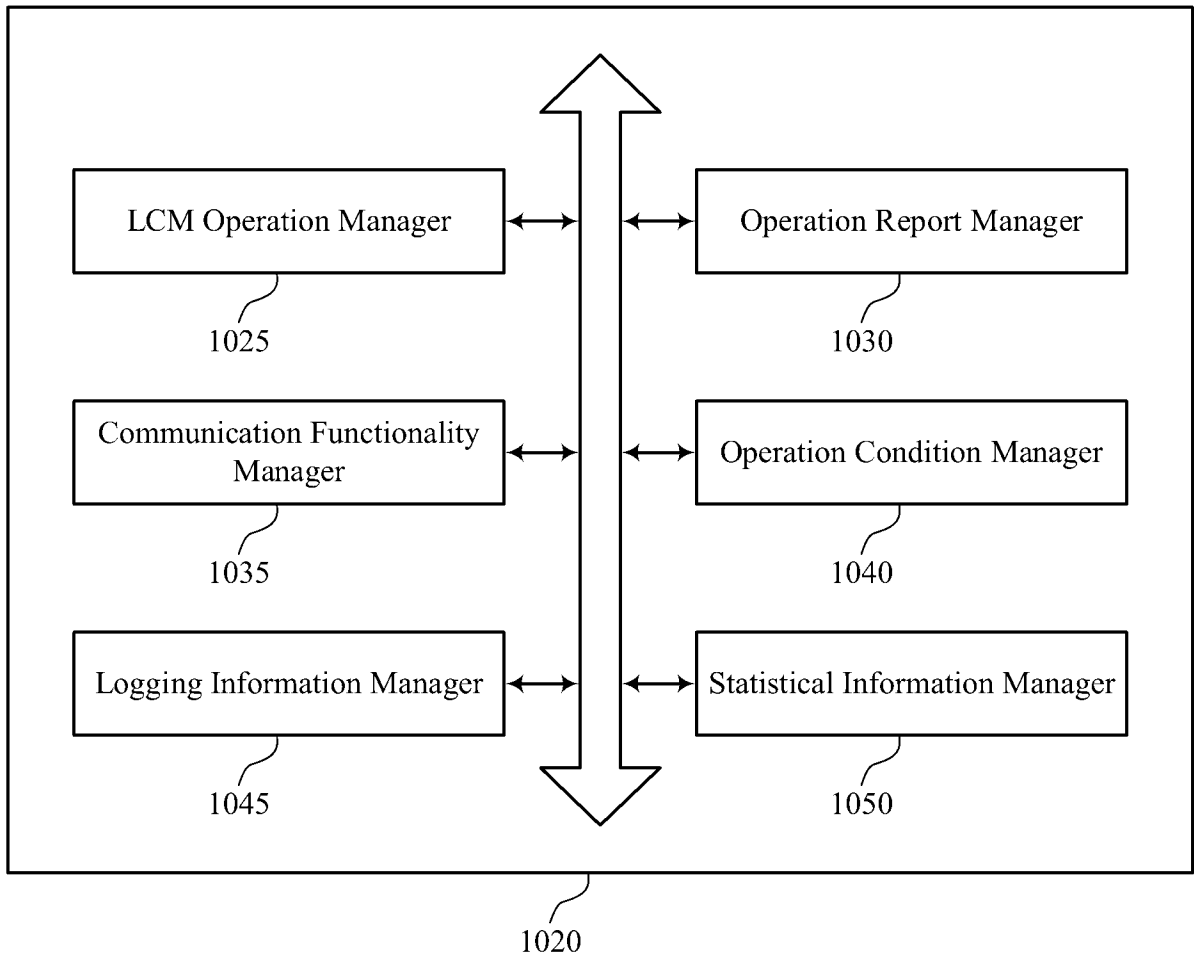 LCM Operation Manager
1025
Operation Report Manager
1030
Communication Functionality
Manager
1035
Operation Condition Manager
1040
Logging Information Manager
1045
Statistical Information Manager
1050
1020